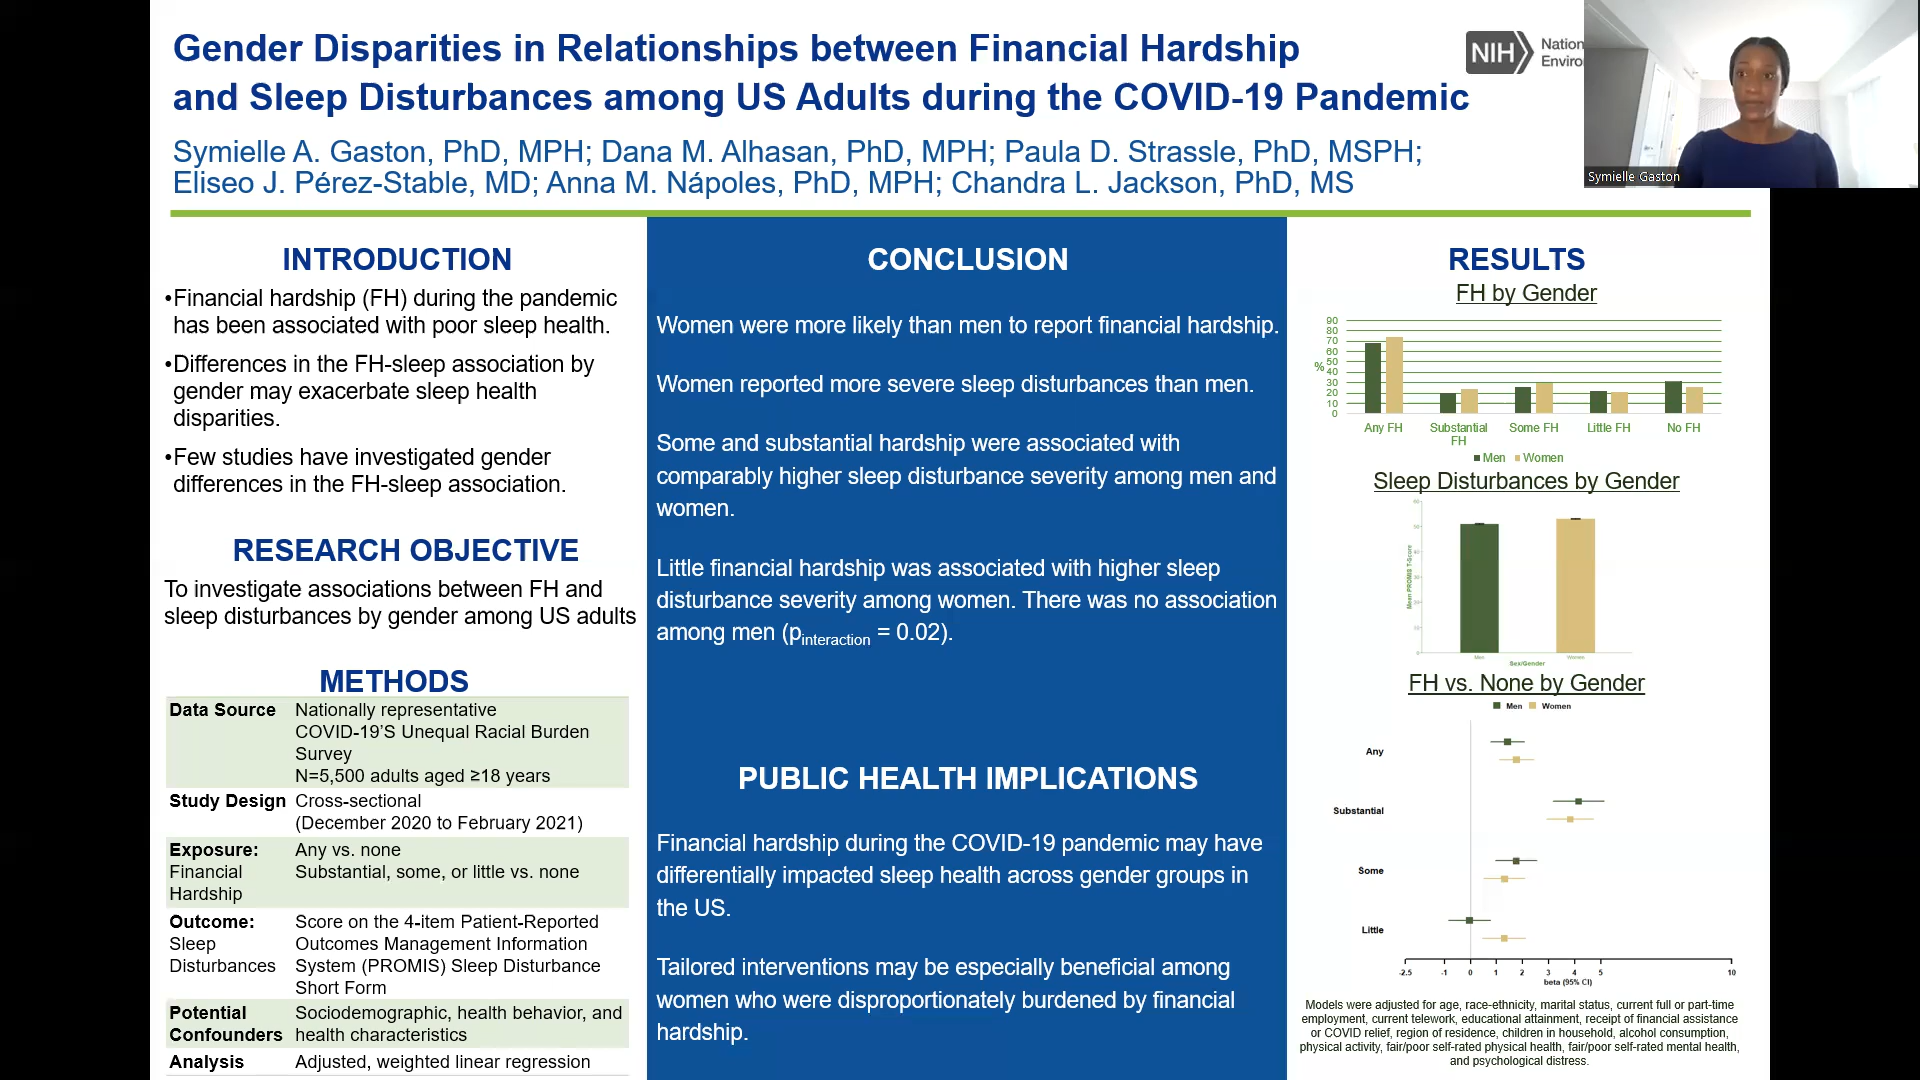 Gender Disparities in Relationships between Financial Hardship
and Sleep Disturbances among US Adults during the COVID-19 Pandemic
NIH
Nation
Enviro
Symielle A. Gaston, PhD, MPH; Dana M. Alhasan, PhD, MPH; Paula D. Strassle, PhD, MSPH;
Eliseo J. Pérez-Stable, MD; Anna M. Nápoles, PhD, MPH; Chandra L. Jackson, PhD, MS
Symielle Gaston
INTRODUCTION
•Financial hardship (FH) during the pandemic
has been associated with poor sleep health.
•Differences in the FH-sleep association by
gender may exacerbate sleep health
disparities.
•Few studies have investigated gender
differences in the FH-sleep association.
RESEARCH OBJECTIVE
To investigate associations between FH and
sleep disturbances by gender among US adults
METHODS
Data Source Nationally representative
COVID-19'S Unequal Racial Burden
Survey
N=5,500 adults aged ≥18 years
Study Design Cross-sectional
(December 2020 to February 2021)
Exposure: Any vs. none
Financial Substantial, some, or little vs. none
Hardship
Outcome: Score on the 4-item Patient-Reported
Sleep Outcomes Management Information
Disturbances System (PROMIS) Sleep Disturbance
Short Form
Potential Sociodemographic, health behavior, and
Confounders health characteristics
Analysis Adjusted, weighted linear regression
CONCLUSION
Women were more likely than men to report financial hardship.
Women reported more severe sleep disturbances than men.
Some and substantial hardship were associated with
comparably higher sleep disturbance severity among men and
women.
Little financial hardship was associated with higher sleep
disturbance severity among women. There was no association
among men (pinteraction = 0.02).
PUBLIC HEALTH IMPLICATIONS
Financial hardship during the COVID-19 pandemic may have
differentially impacted sleep health across gender groups in
the US.
Tailored interventions may be especially beneficial among
women who were disproportionately burdened by financial
hardship.
RESULTS
FH by Gender
90
80
70
60
50
%
40
30
20
10
0
Any FH Substantial FH Some FH Little FH No FH
Men Women
Sleep Disturbances by Gender
60
50
40
30
20
10
0
Mean PROMIS T-Score
Men Women
Sex/Gender
FH vs. None by Gender
Men Women
Any
Substantial
Some
Little
-2.5 -1 0 1 2 3 4 5 10
beta (95% CI)
Models were adjusted for age, race-ethnicity, marital status, current full or part-time
employment, current telework, educational attainment, receipt of financial assistance
or COVID relief, region of residence, children in household, alcohol consumption,
physical activity, fair/poor self-rated physical health, fair/poor self-rated mental health,
and psychological distress.